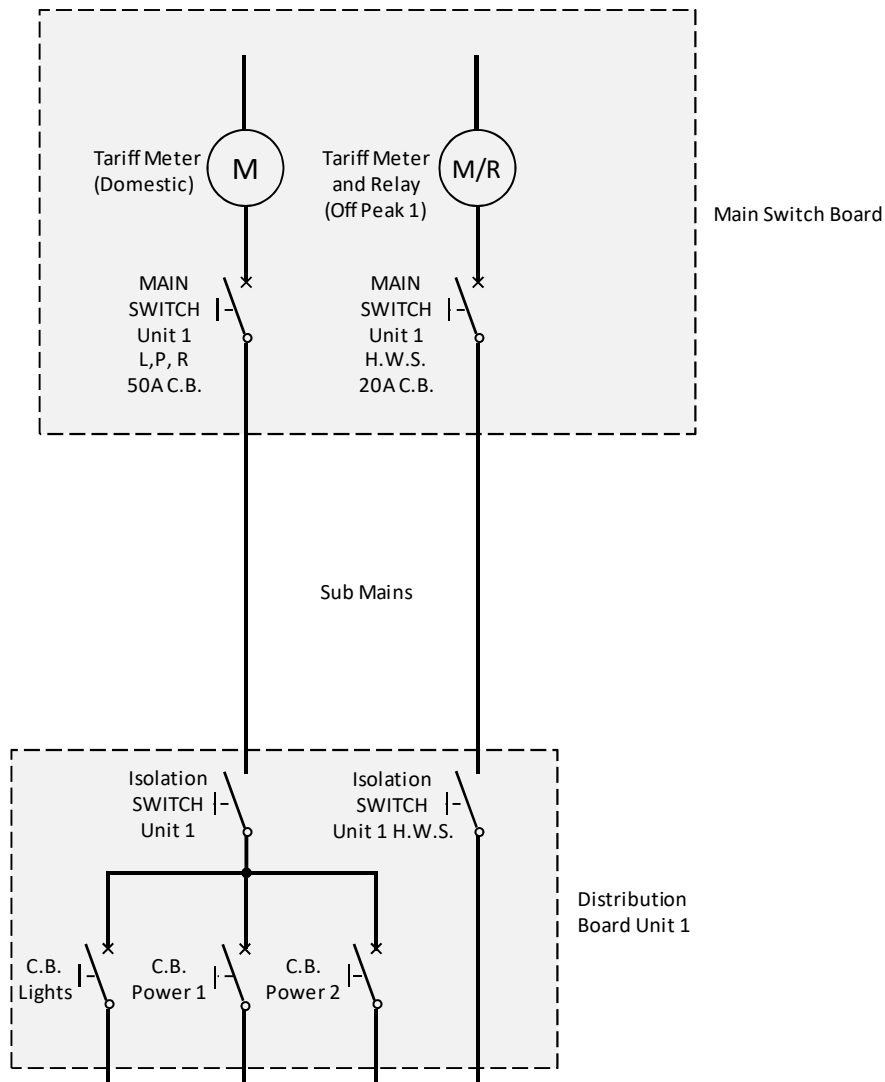 Tariff Meter
(Domestic)
M
Tariff Meter
and Relay
(Off Peak 1)
M/R
Main Switch Board
MAIN
SWITCH
Unit 1
L,P, R
50A C.B.
MAIN
SWITCH
Unit 1
H.W.S.
20A C.B.
Sub Mains
Isolation
SWITCH
Unit 1
Isolation
SWITCH
Unit 1 H.W.S.
Distribution
Board Unit 1
C.B.
Lights
C.B.
Power 1
C.B.
Power 2